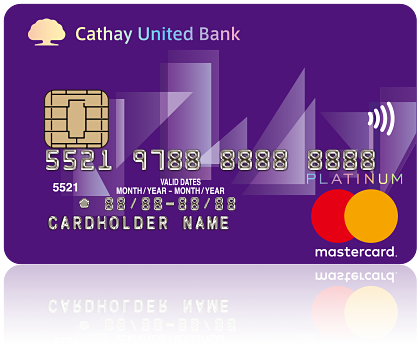 Cathay United Bank
5521 9788 8888 8888
PLATINUM
5521
VALID DATES
MONTH/YEAR - MONTH/YEAR
88/88-88/88
CARDHOLDER NAME
mastercard.